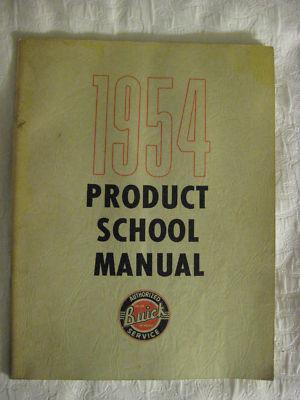 1954
PRODUCT
SCHOOL
MANUAL
AUTHORIZED
Buick
SERVICE